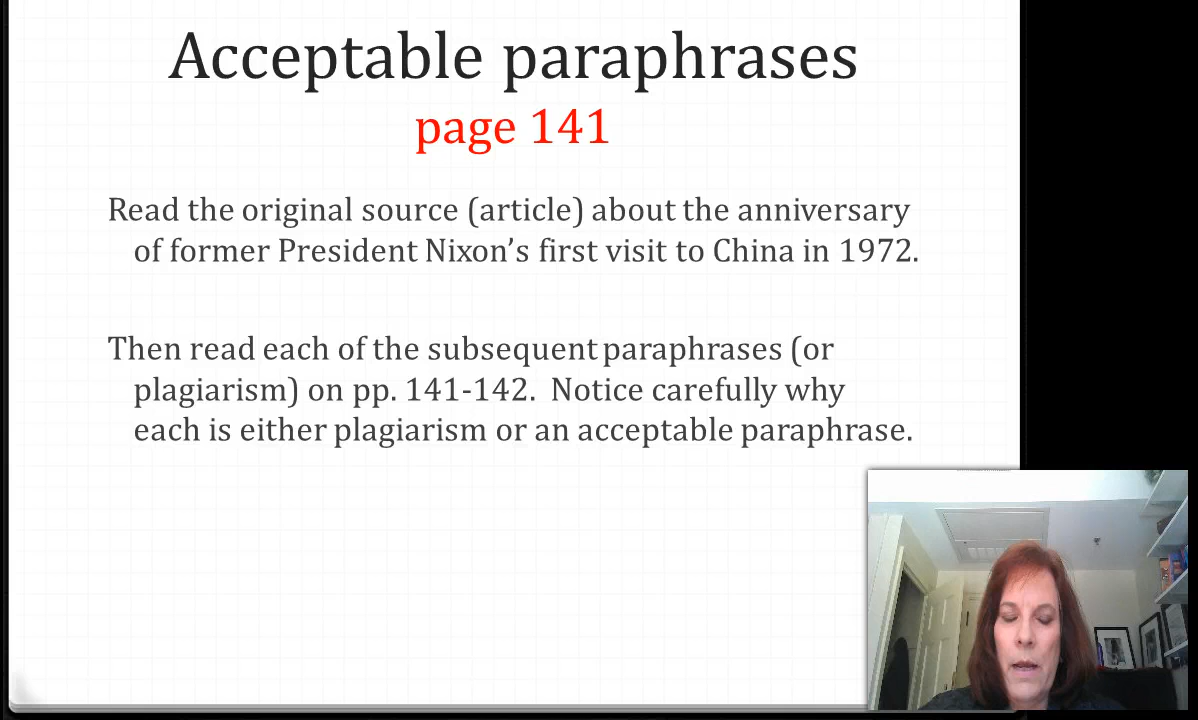 Acceptable paraphrases
page 141
Read the original source (article) about the anniversary
of former President Nixon’s first visit to China in 1972.
Then read each of the subsequent paraphrases (or
plagiarism) on pp. 141-142.  Notice carefully why
each is either plagiarism or an acceptable paraphrase.